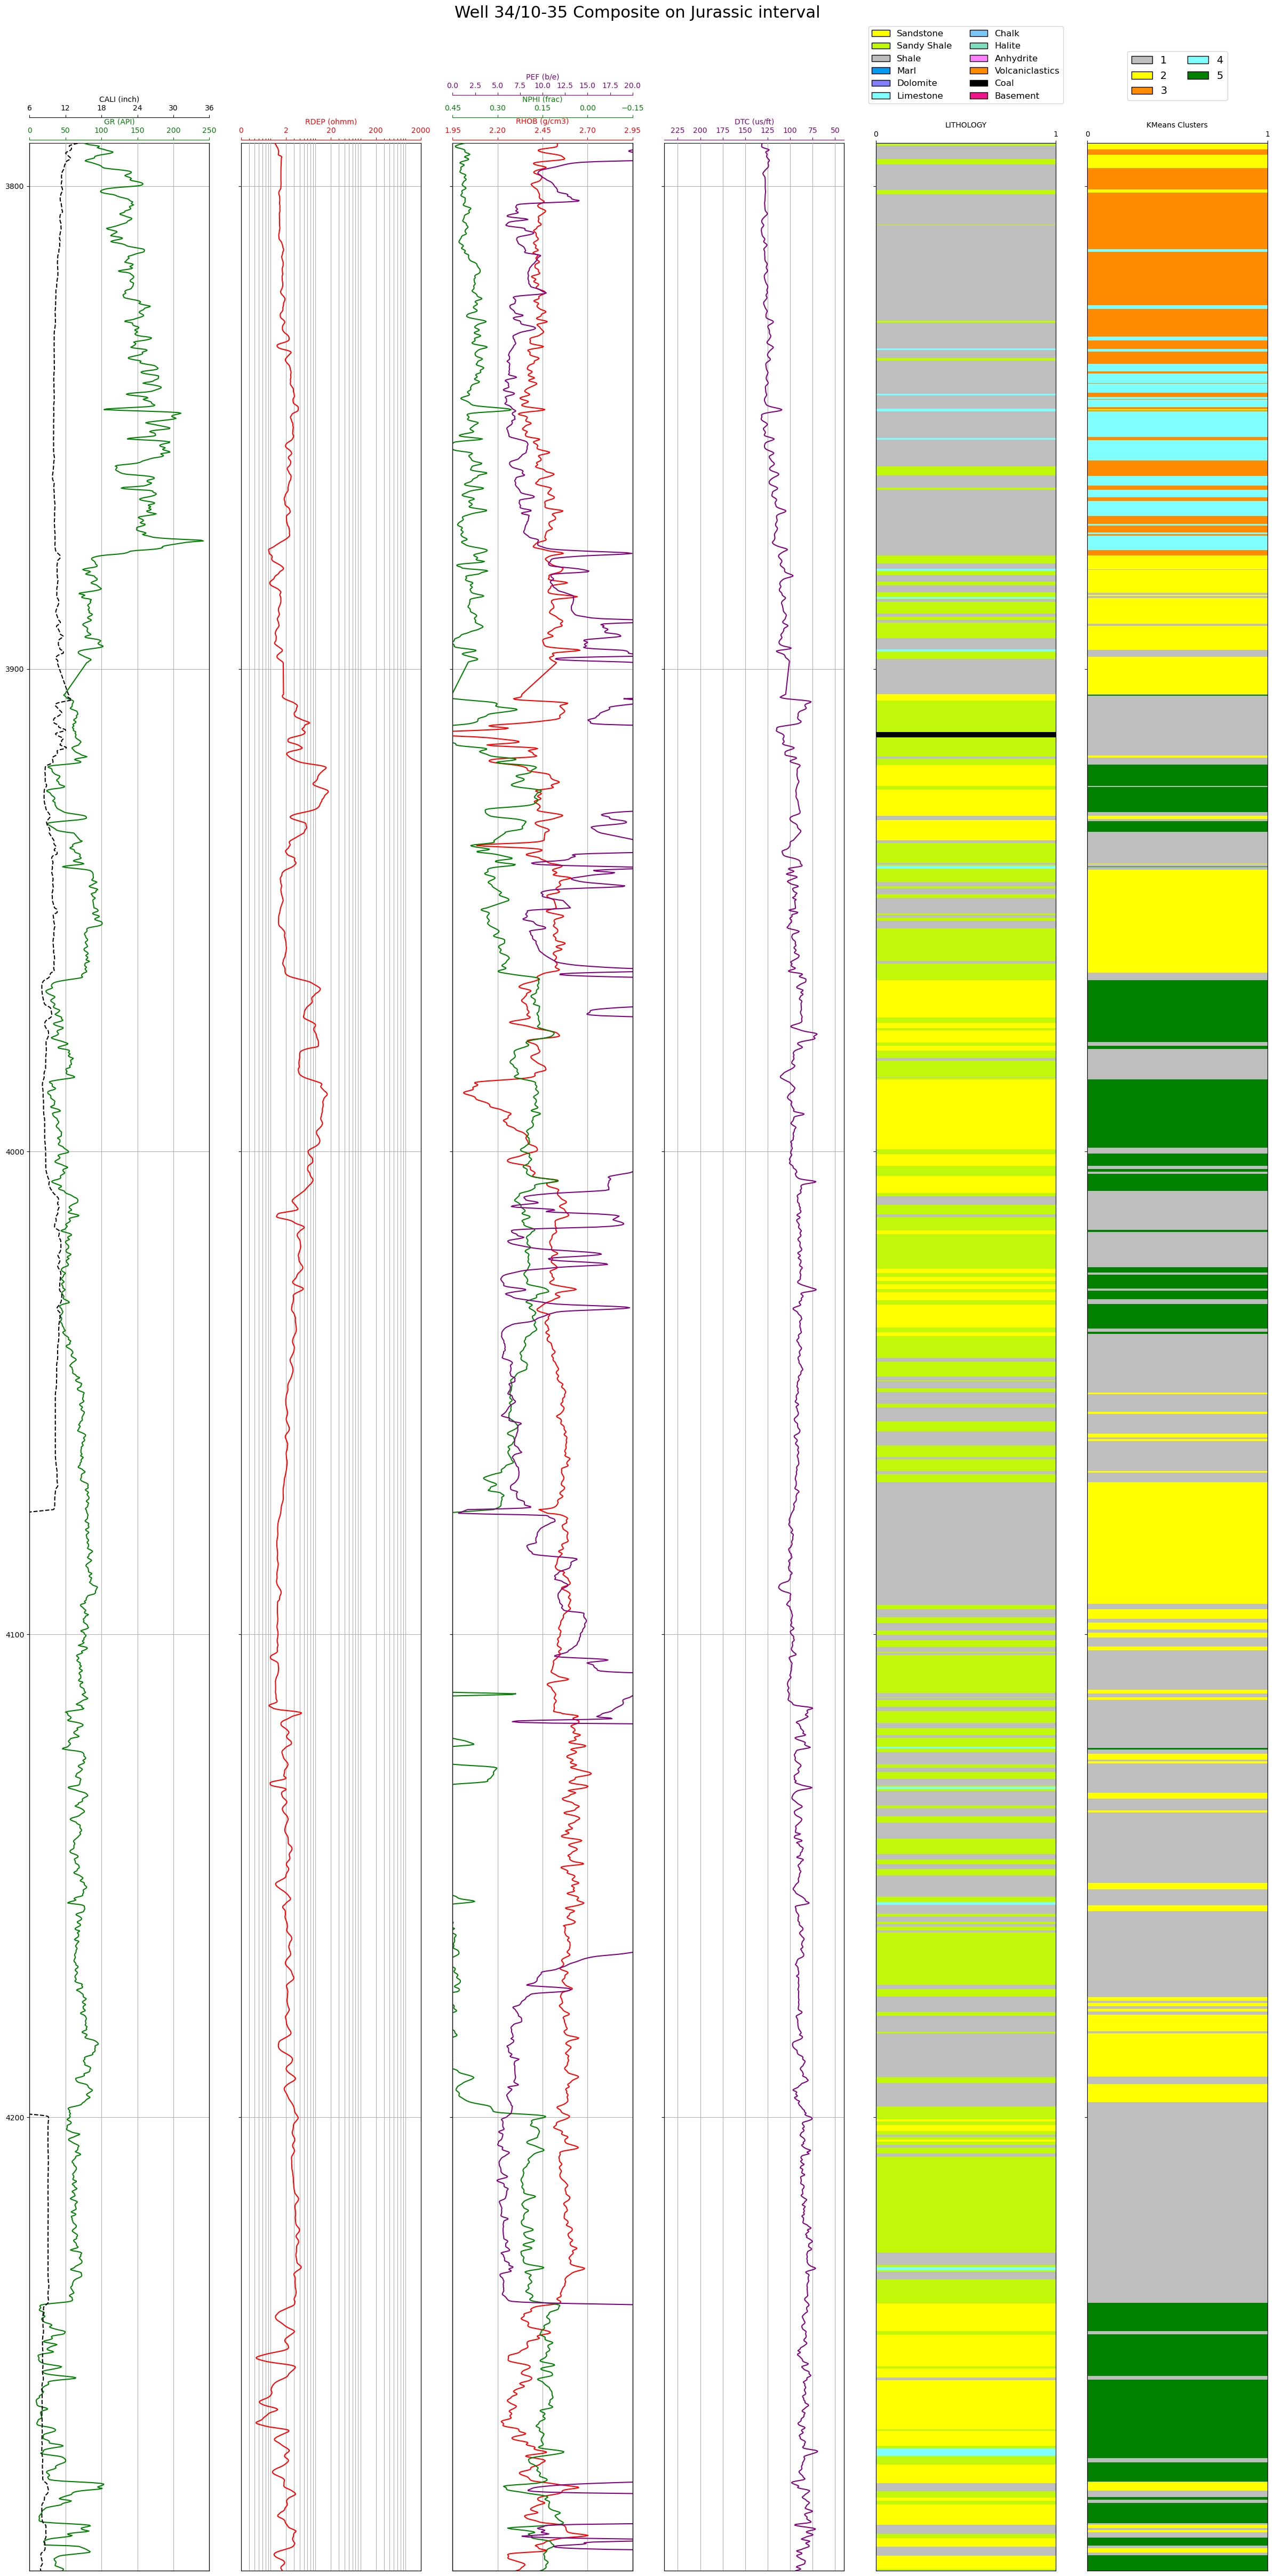 Well 34/10-35 Composite on Jurassic interval
Sandstone Chalk
Sandy Shale Halite
Shale Anhydrite
Marl Volcaniclastics
Dolomite Coal
Limestone Basement
1 4
2 5
3
PEF (b/e)
0.0 2.5 5.0 7.5 10.0 12.5 15.0 17.5 20.0
CALI (inch) NPHI (frac)
6 12 18 24 30 36 0.45 0.30 0.15 0.00 −0.15
GR (API) RDEP (ohmm) RHOB (g/cm3) DTC (us/ft) LITHOLOGY KMeans Clusters
0 50 100 150 200 250 0 2 20 200 2000 1.95 2.20 2.45 2.70 2.95 225 200 175 150 125 100 75 50 0 1 0 1
3800
3900
4000
4100
4200